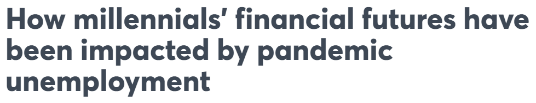 How millennials’ financial futures have
been impacted by pandemic
unemployment